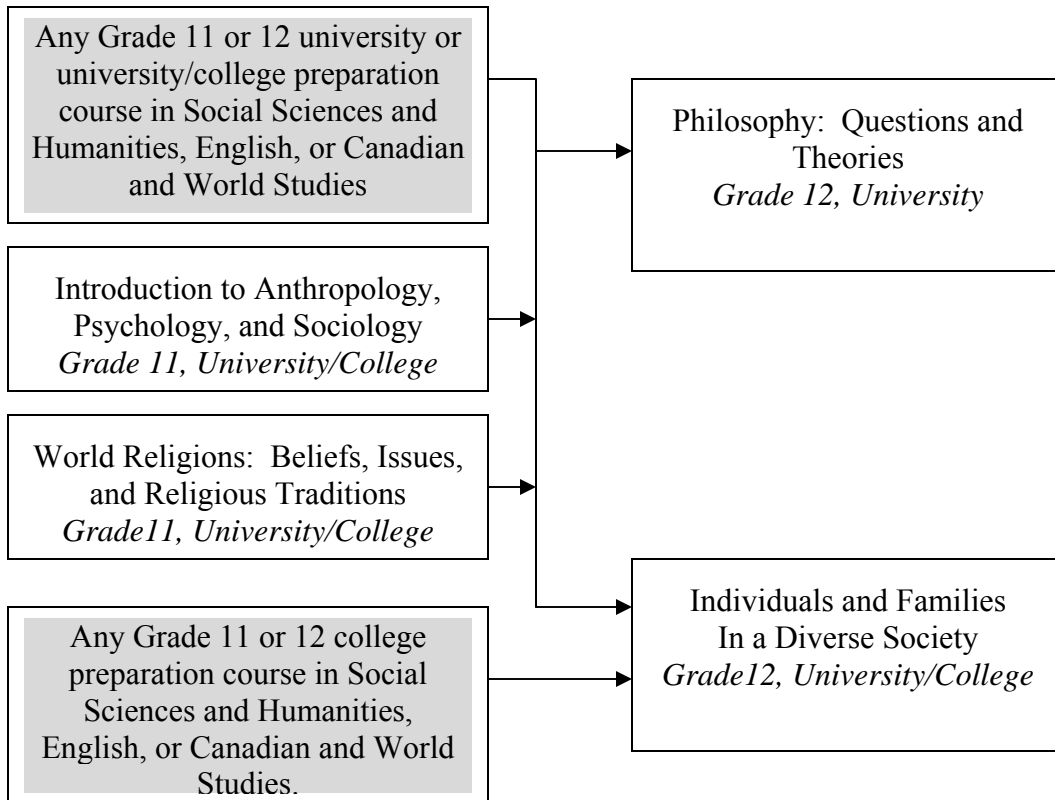 Any Grade 11 or 12 university or
university/college preparation
course in Social Sciences and
Humanities, English, or Canadian
and World Studies
Philosophy:  Questions and
Theories
Grade 12, University
Introduction to Anthropology,
Psychology, and Sociology
Grade 11, University/College
World Religions:  Beliefs, Issues,
and Religious Traditions
Grade11, University/College
Individuals and Families
In a Diverse Society
Grade12, University/College
Any Grade 11 or 12 college
preparation course in Social
Sciences and Humanities,
English, or Canadian and World
Studies.